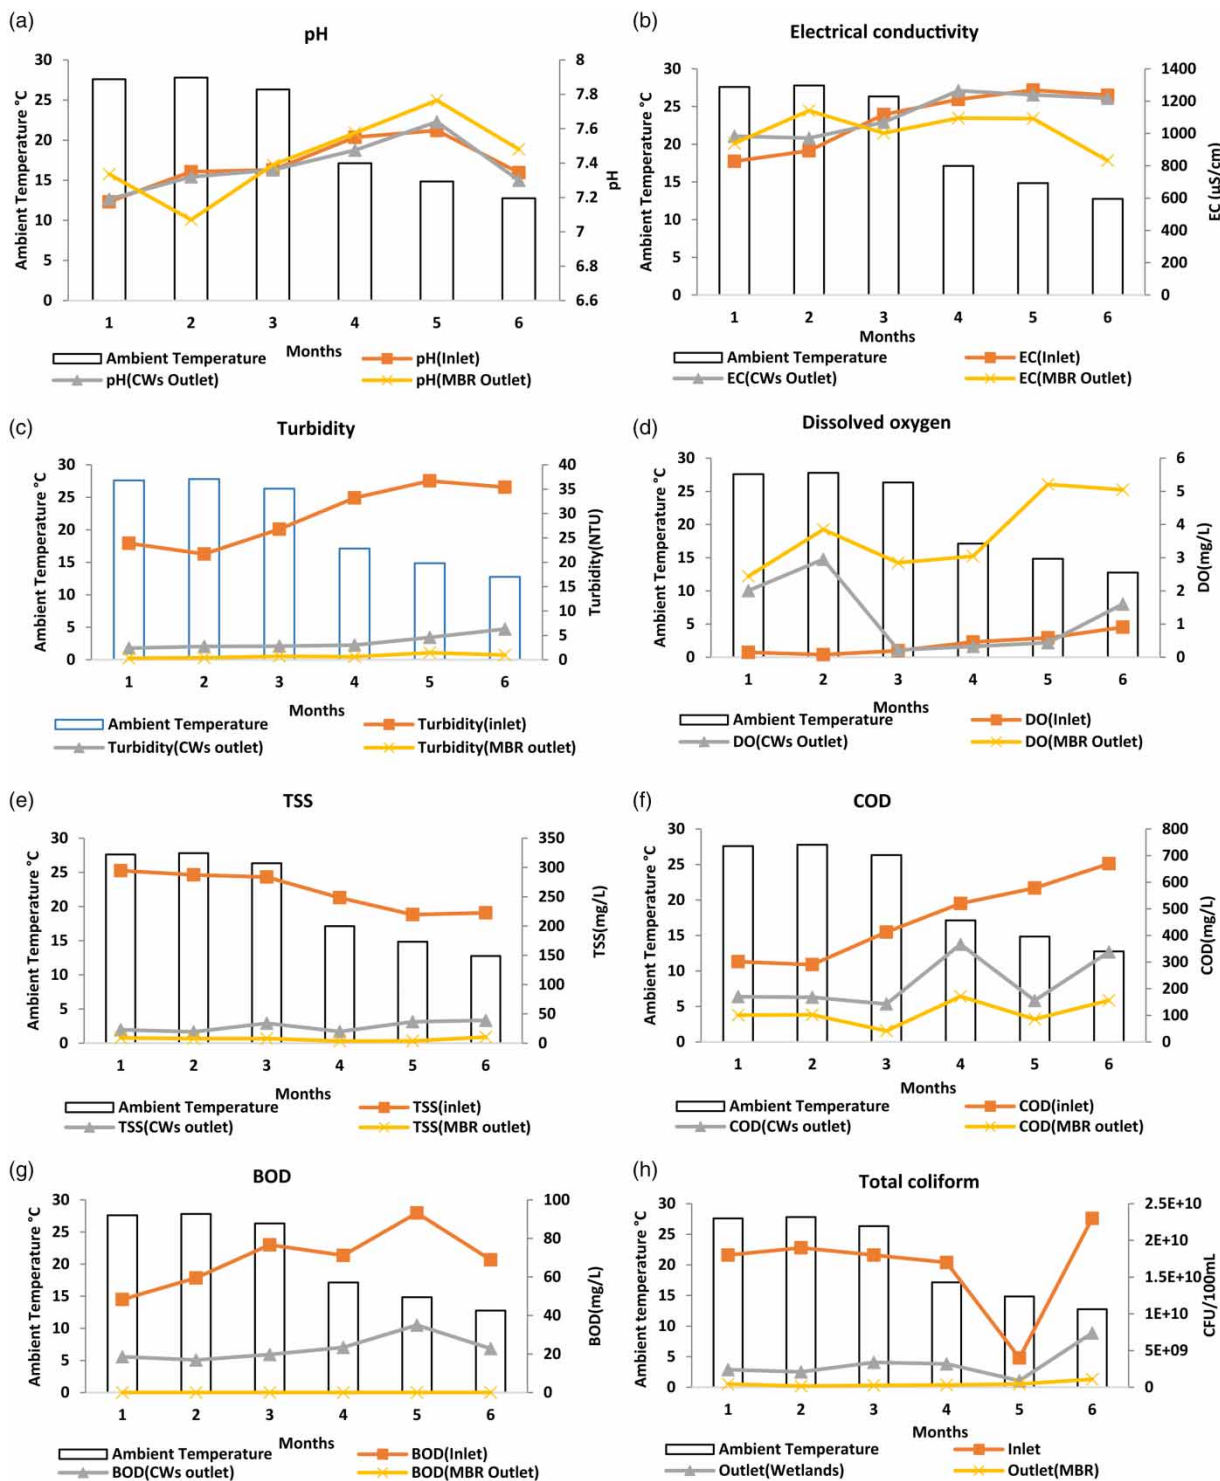 (a)
pH
30
25
20
15
10
5
0
Ambient Temperature °C
8
7.8
7.6
7.4
7.2
7
6.8
6.6
pH
1 2 3 4 5 6
Months
Ambient Temperature pH(Inlet)
pH(CWs Outlet) pH(MBR Outlet)
(b)
Electrical conductivity
30
25
20
15
10
5
0
Ambient Temperature °C
1400
1200
1000
800
600
400
200
0
EC (µS/cm)
1 2 3 4 5 6
Months
Ambient Temperature EC(Inlet)
EC(CWs Outlet) EC(MBR Outlet)
(c)
Turbidity
30
25
20
15
10
5
0
Ambient Temperature °C
40
35
30
25
20
15
10
5
0
Turbidity(NTU)
1 2 3 4 5 6
Months
Ambient Temperature Turbidity(inlet)
Turbidity(CWs outlet) Turbidity(MBR outlet)
(d)
Dissolved oxygen
30
25
20
15
10
5
0
Ambient Temperature °C
6
5
4
3
2
1
0
DO(mg/L)
1 2 3 4 5 6
Months
Ambient Temperature DO(Inlet)
DO(CWs Outlet) DO(MBR Outlet)
(e)
TSS
30
25
20
15
10
5
0
Ambient Temperature °C
350
300
250
200
150
100
50
0
TSS(mg/L)
1 2 3 4 5 6
Months
Ambient Temperature TSS(inlet)
TSS(CWs outlet) TSS(MBR outlet)
(f)
COD
30
25
20
15
10
5
0
Ambient Temperature °C
800
700
600
500
400
300
200
100
0
COD(mg/L)
1 2 3 4 5 6
Months
Ambient Temperature COD(inlet)
COD(CWs outlet) COD(MBR outlet)
(g)
BOD
30
25
20
15
10
5
0
Ambient Temperature °C
100
80
60
40
20
0
BOD(mg/L)
1 2 3 4 5 6
Months
Ambient Temperature BOD(Inlet)
BOD(CWs outlet) BOD(MBR Outlet)
(h)
Total coliform
30
25
20
15
10
5
0
Ambient temperature °C
2.5E+10
2E+10
1.5E+10
1E+10
5E+09
0
CFU/100mL
1 2 3 4 5 6
Months
Ambient Temperature Inlet
Outlet(Wetlands) Outlet(MBR)